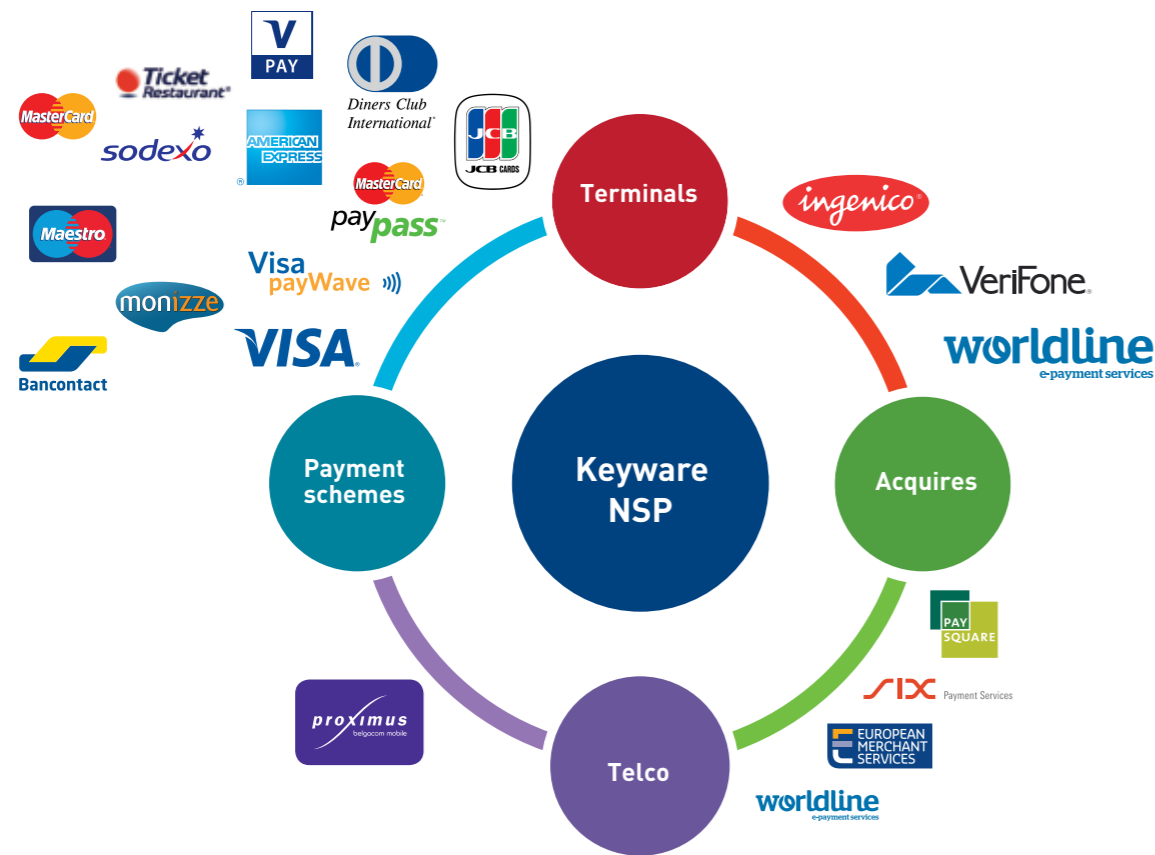 V
PAY
Ticket
Restaurant®
Diners Club
International®
MasterCard
sodexo
AMERICAN
EXPRESS
®
JCB
JCB CARDS
MasterCard
paypass™
Terminals
ingenico®
Maestro
Visa
payWave
VeriFone®
monizze
VISA®
worldline
e-payment services
Bancontact
Payment
schemes
Keyware
NSP
Acquires
PAY
SQUARE
SIX Payment Services
proximus
belgacom mobile
EUROPEAN
MERCHANT
SERVICES
Telco
worldline
e-payment services